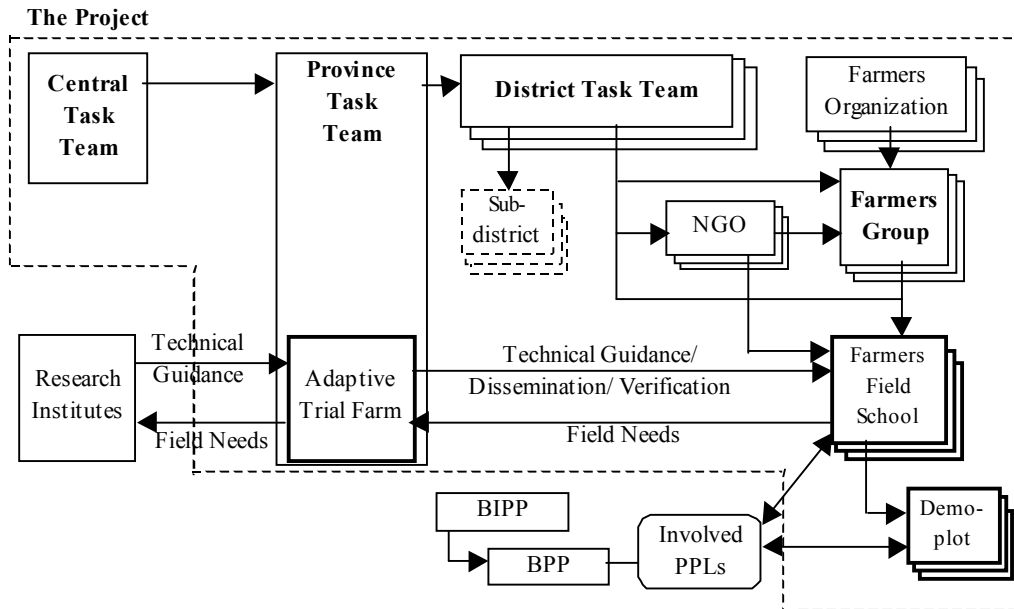 The Project
Central
Task
Team
Province
Task
Team
District Task Team
Farmers
Organization
Sub-
district
NGO
Farmers
Group
Research
Institutes
Technical
Guidance
Field Needs
Adaptive
Trial Farm
Technical Guidance/
Dissemination/ Verification
Field Needs
Farmers
Field
School
BIPP
BPP
Involved
PPLs
Demo-
plot